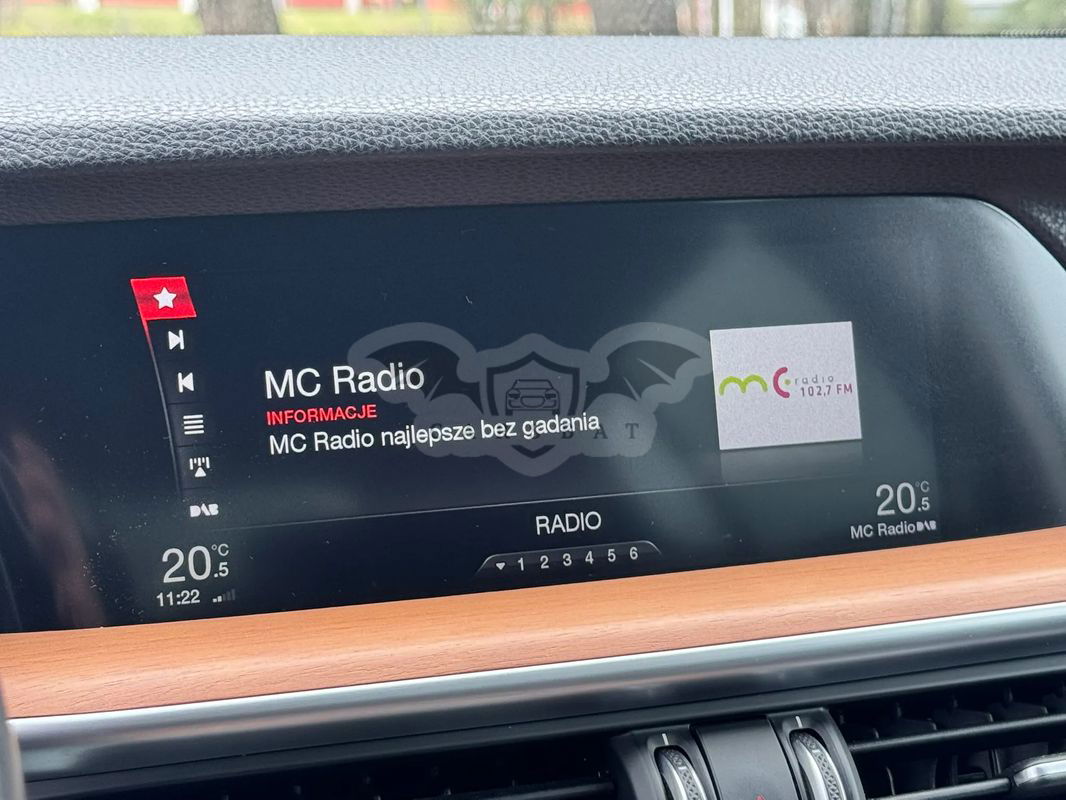 MC Radio
INFORMACJE
MC Radio najlepsze bez gadania
mc radio
102,7 FM
DAB
RADIO
1 2 3 4 5 6
20.5 °C
11:22
20.5 °C
MC Radio DAB